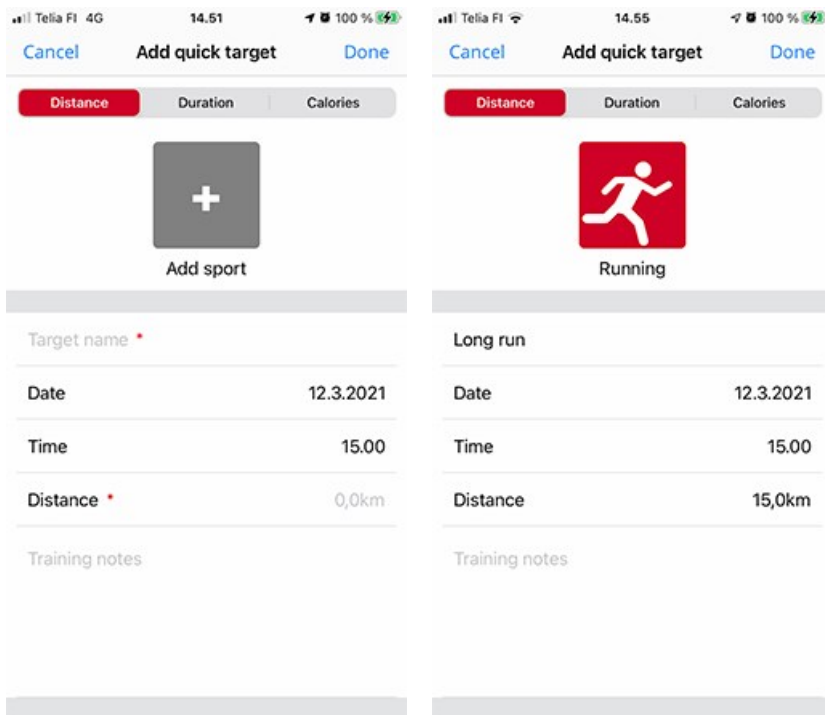 Telia FI 4G 14.51 100 %
Cancel Add quick target Done
Distance Duration Calories
+
Add sport
Target name *
Date 12.3.2021
Time 15.00
Distance * 0,0km
Training notes
Telia FI 14.55 100 %
Cancel Add quick target Done
Distance Duration Calories
Running
Long run
Date 12.3.2021
Time 15.00
Distance 15,0km
Training notes